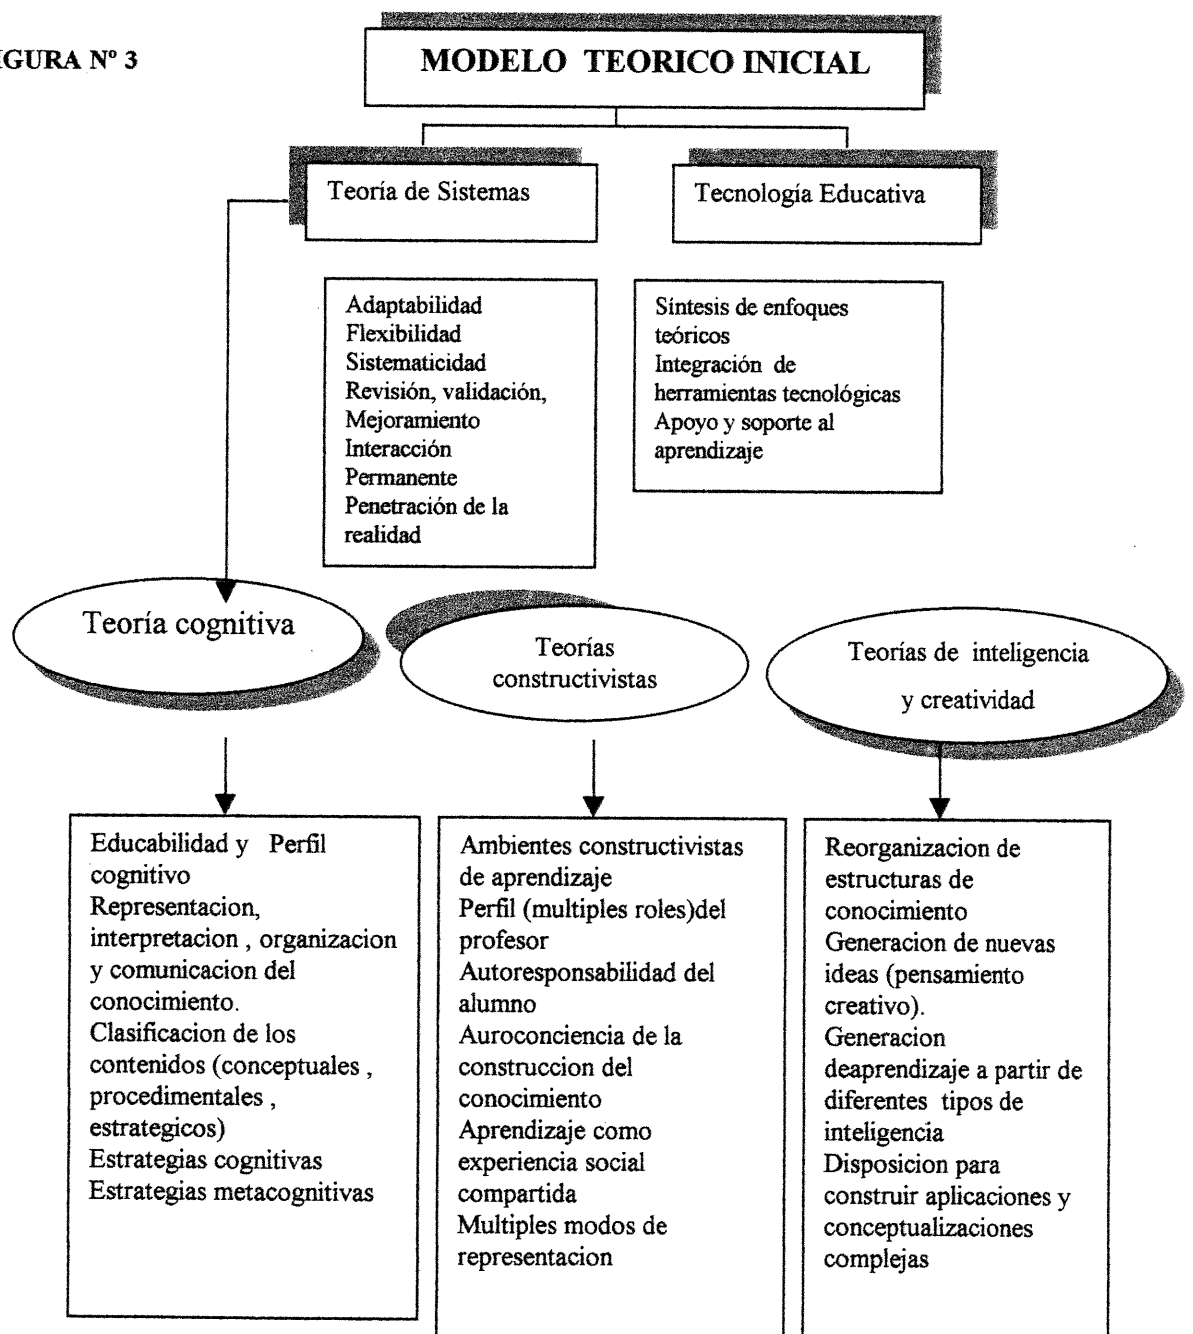 IGURA Nº 3
MODELO TEORICO INICIAL
Teoría de Sistemas
Tecnología Educativa
Adaptabilidad
Flexibilidad
Sistematicidad
Revisión, validación,
Mejoramiento
Interacción
Permanente
Penetración de la
realidad
Síntesis de enfoques
teóricos
Integración de
herramientas tecnológicas
Apoyo y soporte al
aprendizaje
Teoría cognitiva
Teorías
constructivistas
Teorías de inteligencia
y creatividad
Educabilidad y Perfil
cognitivo
Representacion,
interpretacion , organizacion
y comunicacion del
conocimiento.
Clasificacion de los
contenidos (conceptuales ,
procedimentales ,
estrategicos)
Estrategias cognitivas
Estrategias metacognitivas
Ambientes constructivistas
de aprendizaje
Perfil (multiples roles)del
profesor
Autoresponsabilidad del
alumno
Auroconciencia de la
construccion del
conocimiento
Aprendizaje como
experiencia social
compartida
Multiples modos de
representacion
Reorganizacion de
estructuras de
conocimiento
Generacion de nuevas
ideas (pensamiento
creativo).
Generacion
deaprendizaje a partir de
diferentes tipos de
inteligencia
Disposicion para
construir aplicaciones y
conceptualizaciones
complejas